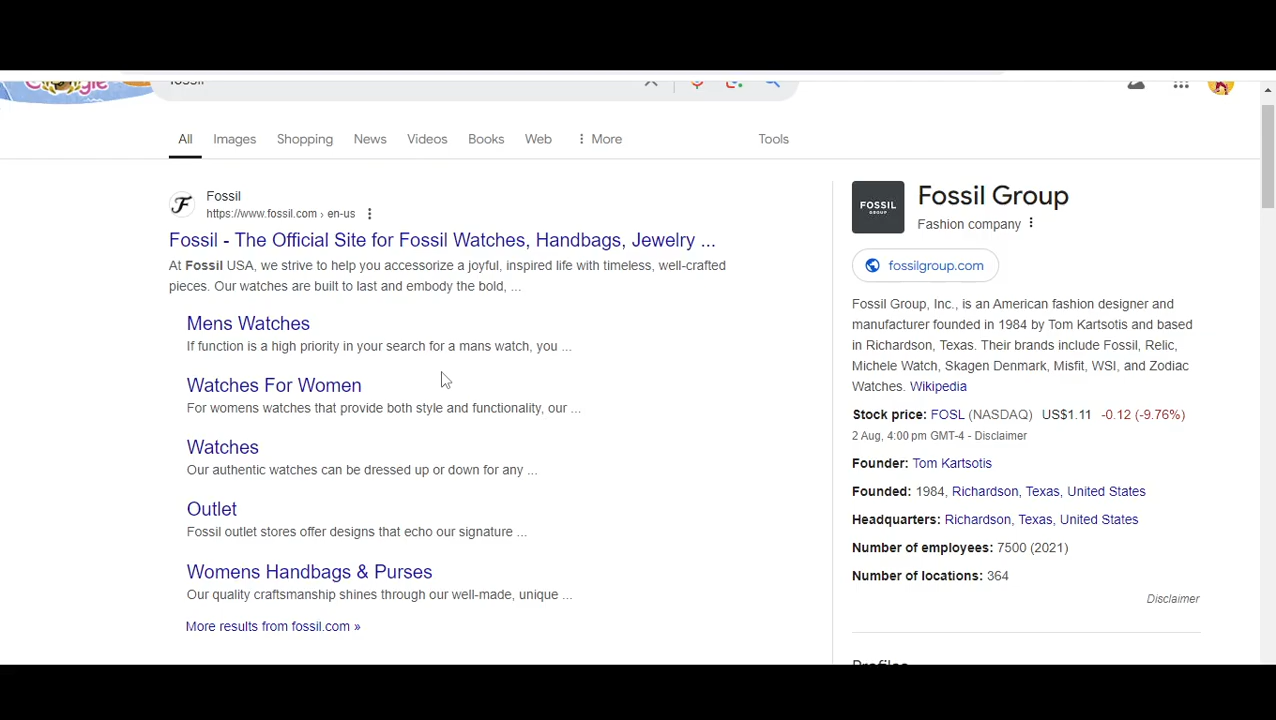 fossil
All Images Shopping News Videos Books Web More Tools
Fossil
https://www.fossil.com › en-us
Fossil - The Official Site for Fossil Watches, Handbags, Jewelry ...
At Fossil USA, we strive to help you accessorize a joyful, inspired life with timeless, well-crafted
pieces. Our watches are built to last and embody the bold, ...
Mens Watches
If function is a high priority in your search for a mans watch, you ...
Watches For Women
For womens watches that provide both style and functionality, our ...
Watches
Our authentic watches can be dressed up or down for any ...
Outlet
Fossil outlet stores offer designs that echo our signature ...
Womens Handbags & Purses
Our quality craftsmanship shines through our well-made, unique ...
More results from fossil.com »
FOSSIL
GROUP
Fossil Group
Fashion company
fossilgroup.com
Fossil Group, Inc., is an American fashion designer and
manufacturer founded in 1984 by Tom Kartsotis and based
in Richardson, Texas. Their brands include Fossil, Relic,
Michele Watch, Skagen Denmark, Misfit, WSI, and Zodiac
Watches. Wikipedia
Stock price: FOSL (NASDAQ) US$1.11 -0.12 (-9.76%)
2 Aug, 4:00 pm GMT-4 - Disclaimer
Founder: Tom Kartsotis
Founded: 1984, Richardson, Texas, United States
Headquarters: Richardson, Texas, United States
Number of employees: 7500 (2021)
Number of locations: 364
Disclaimer
Profiles